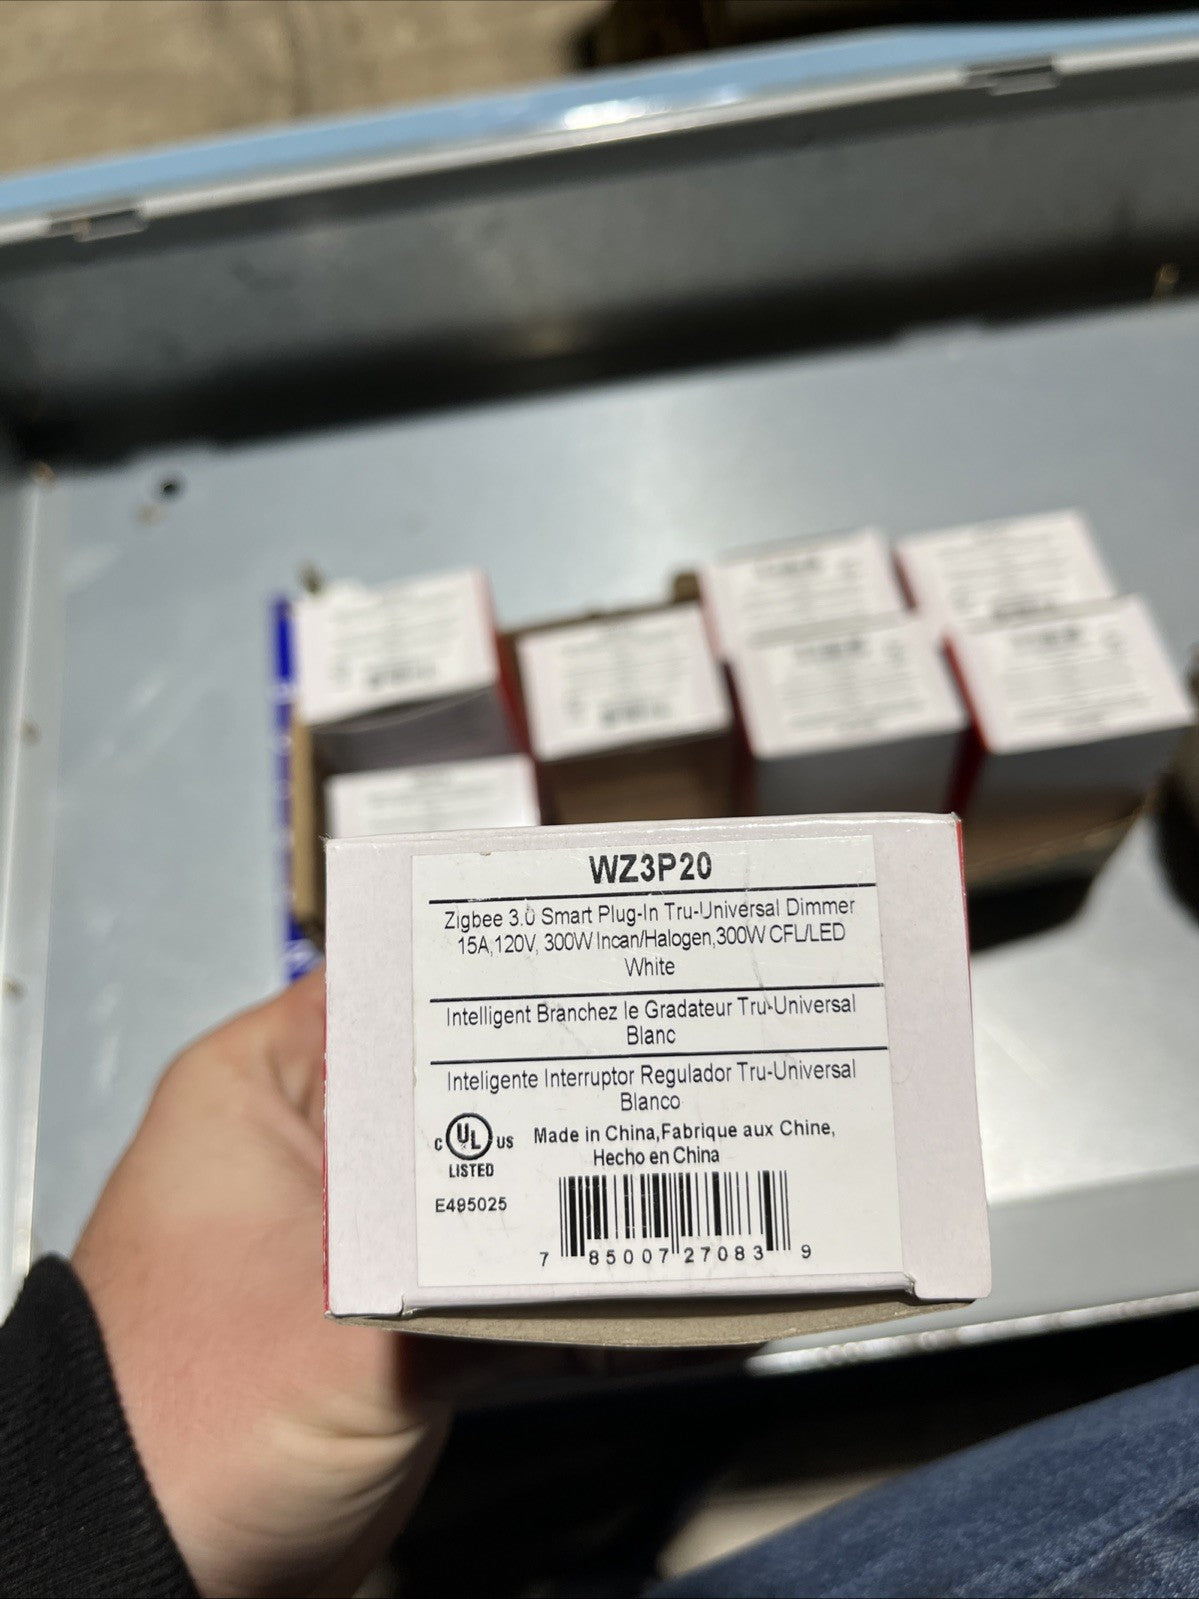 WZ3P20
Zigbee 3.0 Smart Plug-In Tru-Universal Dimmer
15A,120V, 300W Incan/Halogen,300W CFL/LED
White
Intelligent Branchez le Gradateur Tru-Universal
Blanc
Inteligente Interruptor Regulador Tru-Universal
Blanco
C UL US
LISTED
E495025
Made in China,Fabrique aux Chine,
Hecho en China
7 85007 27083 9